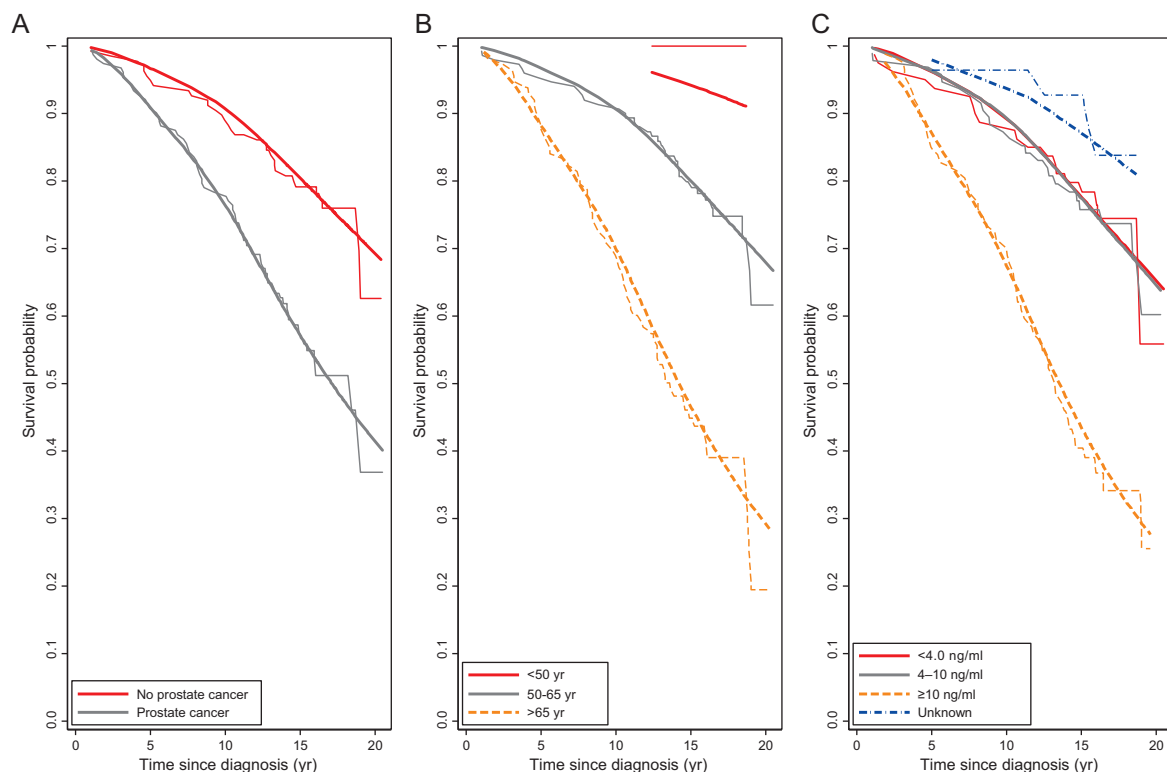 A
B
C
Survival probability
1
0.9
0.8
0.7
0.6
0.5
0.4
0.3
0.2
0.1
0.0
No prostate cancer
Prostate cancer
0 5 10 15 20
Time since diagnosis (yr)
Survival probability
1
0.9
0.8
0.7
0.6
0.5
0.4
0.3
0.2
0.1
0.0
<50 yr
50-65 yr
>65 yr
0 5 10 15 20
Time since diagnosis (yr)
Survival probability
1
0.9
0.8
0.7
0.6
0.5
0.4
0.3
0.2
0.1
0.0
<4.0 ng/ml
4–10 ng/ml
≥10 ng/ml
Unknown
0 5 10 15 20
Time since diagnosis (yr)